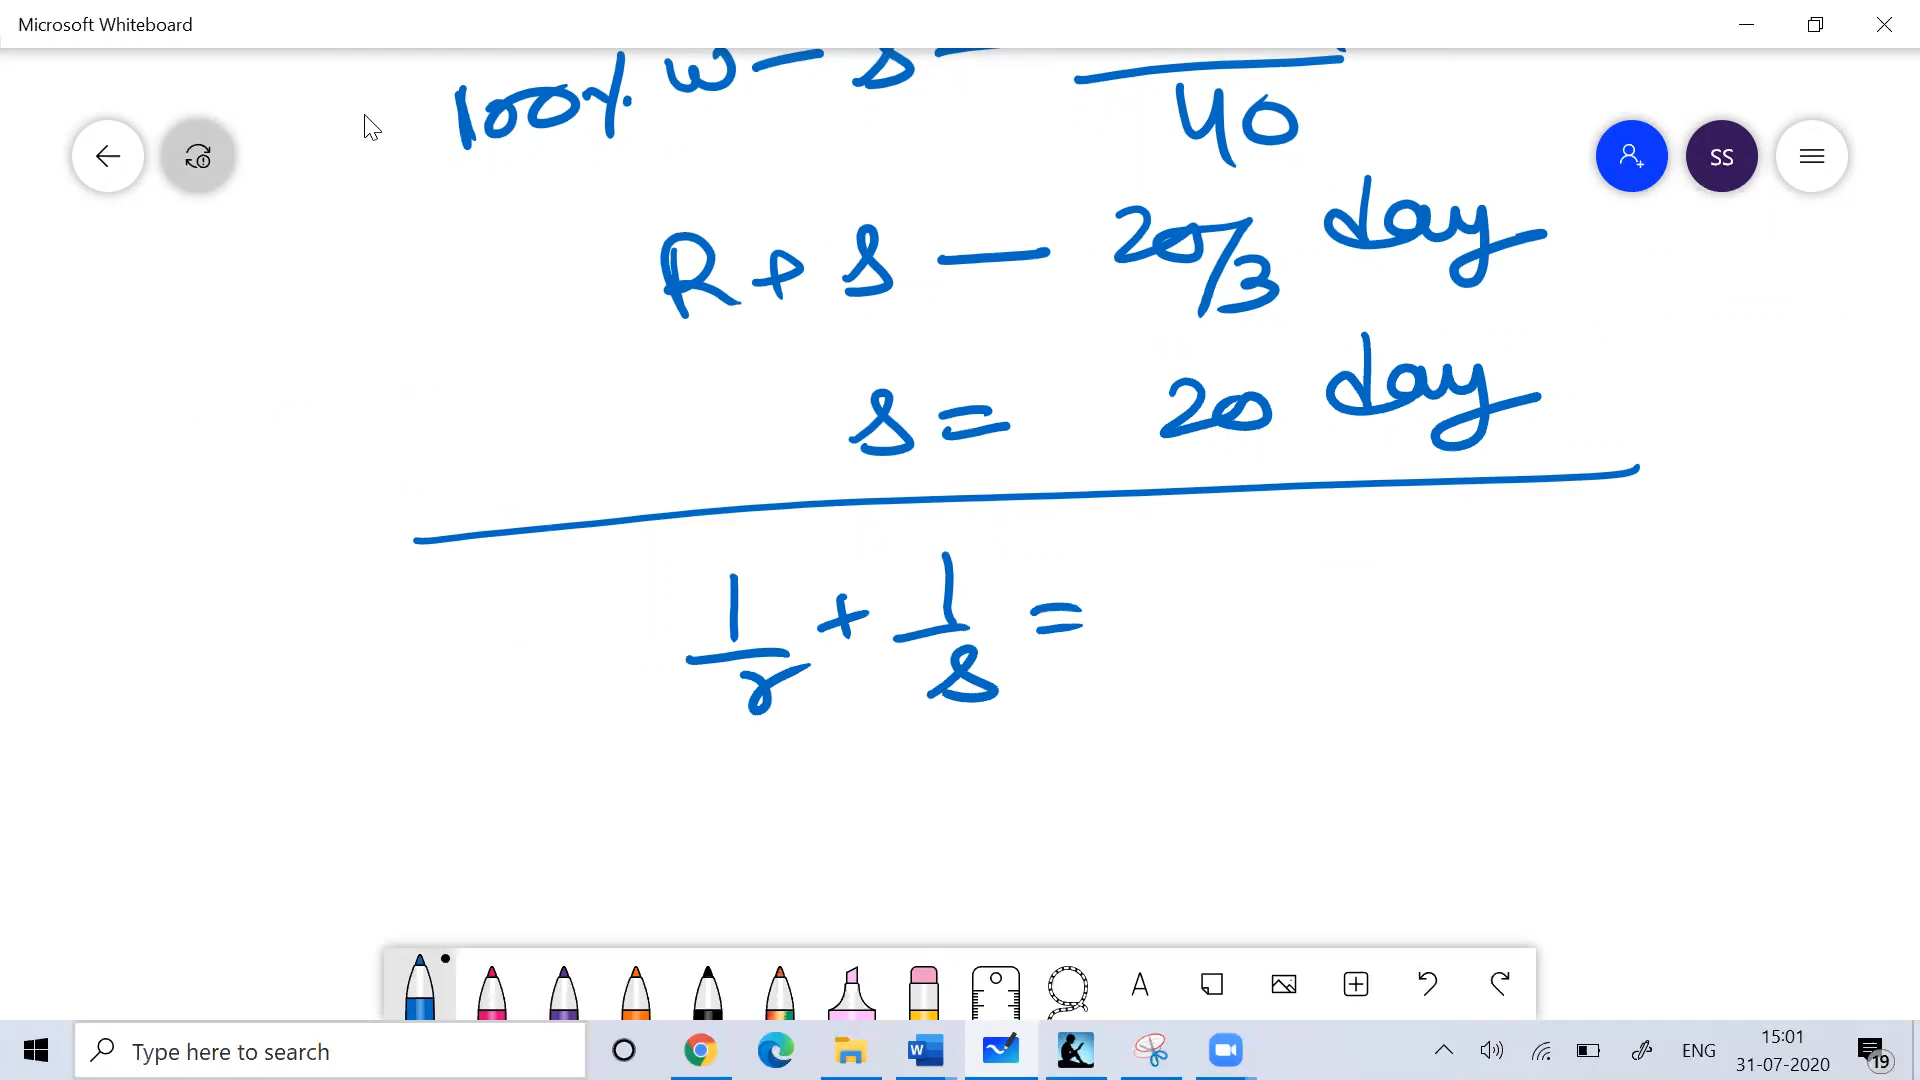 Microsoft Whiteboard
100% w — s —
40
R + s — 20/3 day
SS
s = 20 day
1/r + 1/s =
A
Type here to search
ENG
15:01
31-07-2020
19